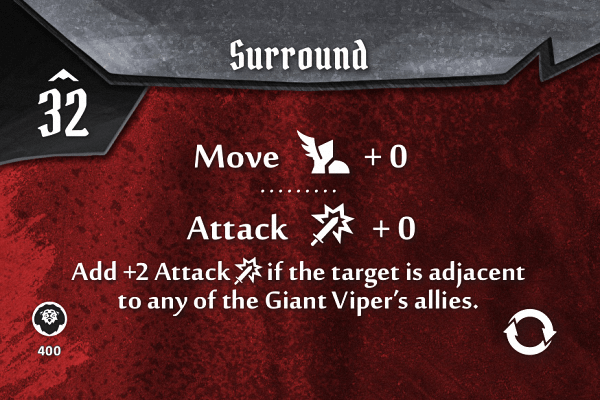 Surround
32
Move + 0
Attack + 0
Add +2 Attack if the target is adjacent
to any of the Giant Viper's allies.
400